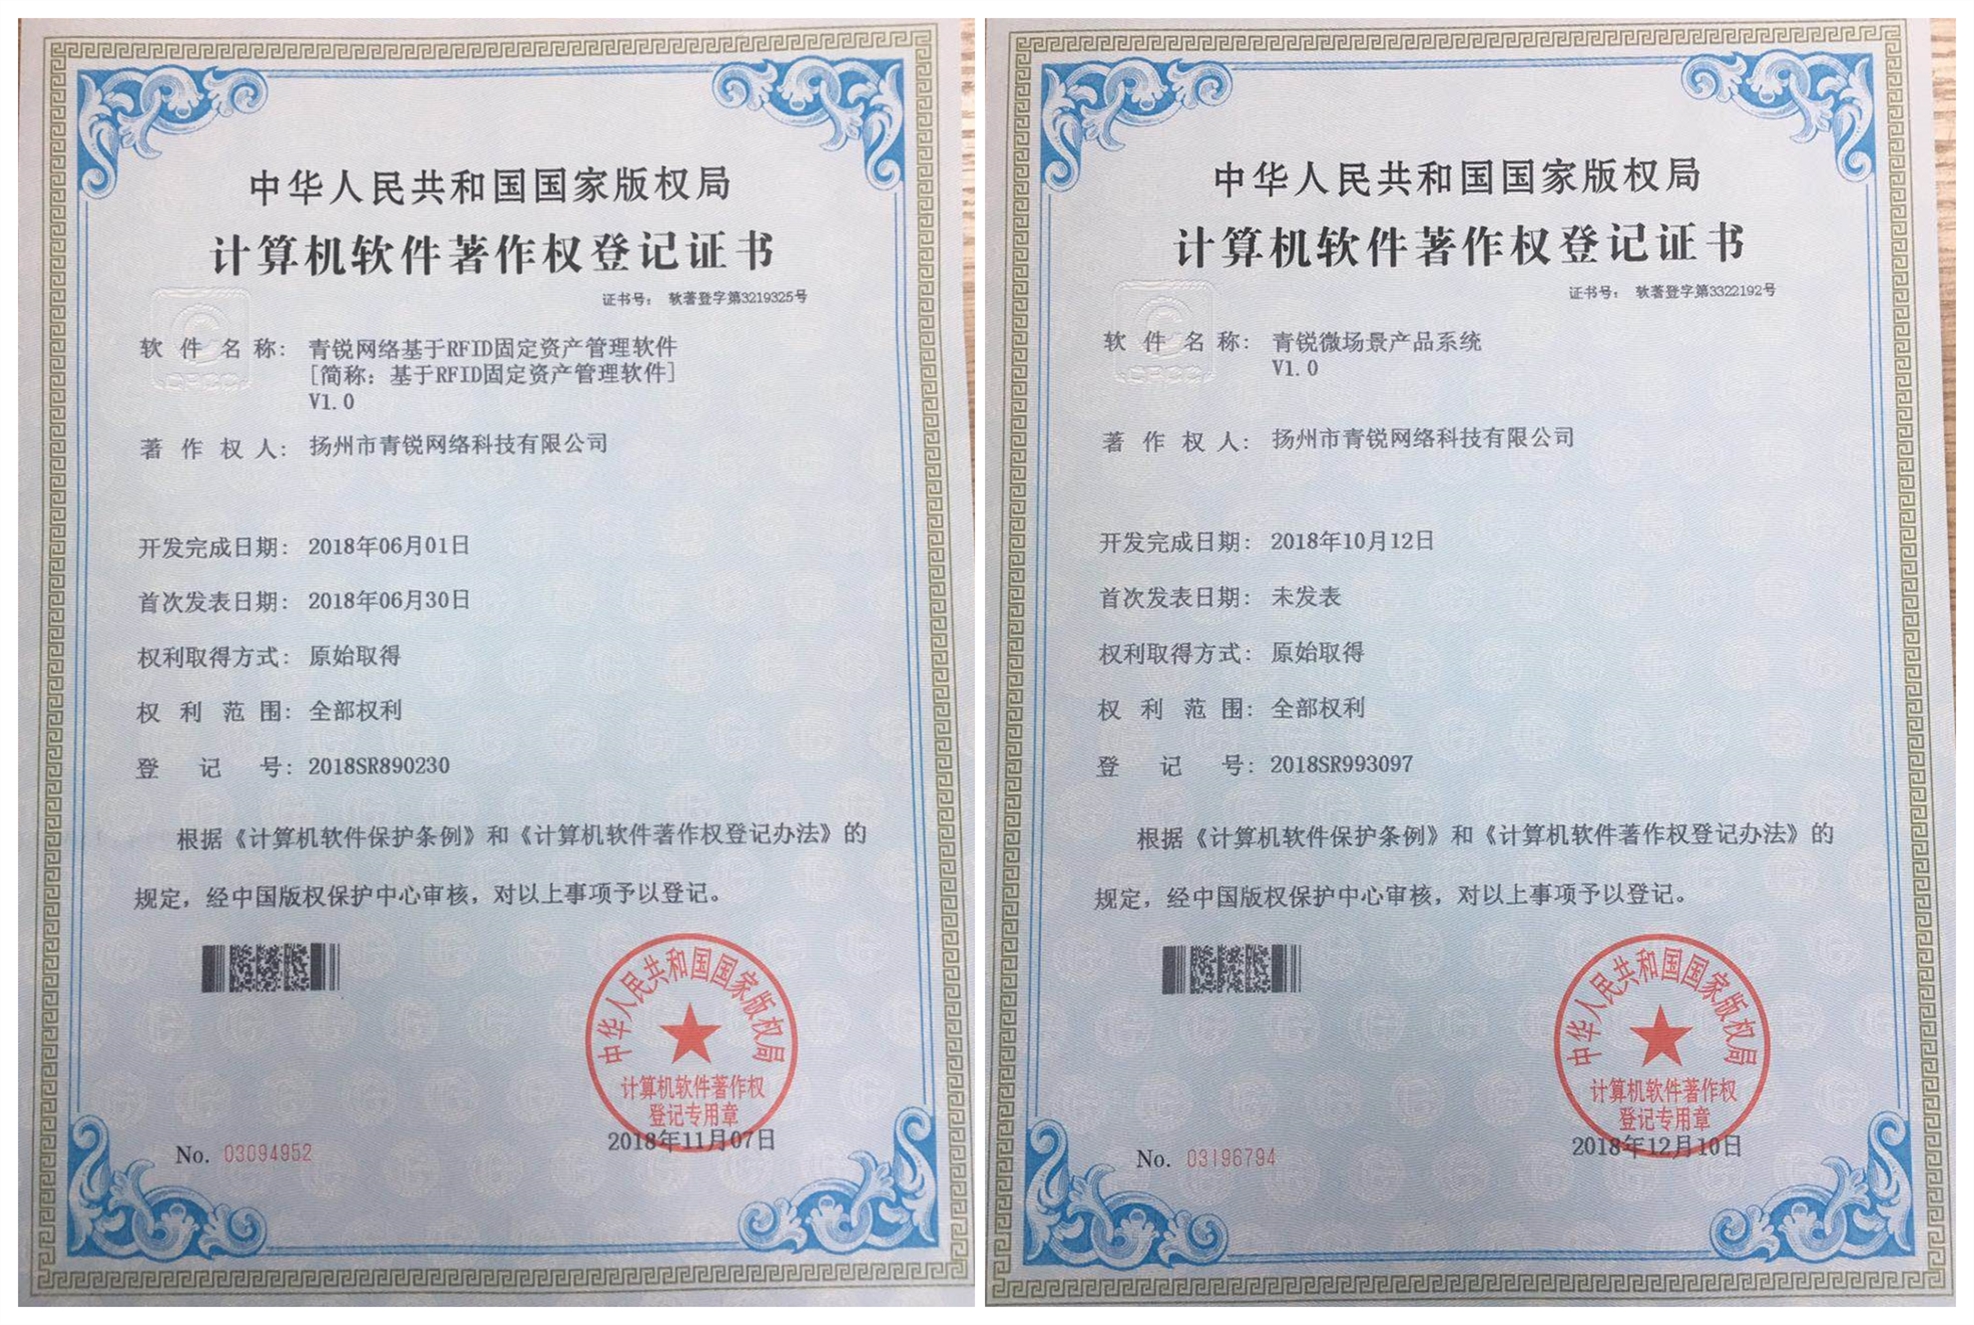 中华人民共和国国家版权局
计算机软件著作权登记证书
证书号： 软著登字第3219325号
软件名称： 青锐网络基于RFID固定资产管理软件
[简称：基于RFID固定资产管理软件]
V1.0
著作权人： 扬州市青锐网络科技有限公司
开发完成日期： 2018年06月01日
首次发表日期： 2018年06月30日
权利取得方式： 原始取得
权利范围： 全部权利
登记号： 2018SR890230
根据《计算机软件保护条例》和《计算机软件著作权登记办法》的
规定，经中国版权保护中心审核，对以上事项予以登记。
中华人民共和国国家版权局
计算机软件著作权
登记专用章
2018年11月07日
No. 03094952
中华人民共和国国家版权局
计算机软件著作权登记证书
证书号： 软著登字第3322192号
软件名称： 青锐微场景产品系统
V1.0
著作权人： 扬州市青锐网络科技有限公司
开发完成日期： 2018年10月12日
首次发表日期： 未发表
权利取得方式： 原始取得
权利范围： 全部权利
登记号： 2018SR993097
根据《计算机软件保护条例》和《计算机软件著作权登记办法》的
规定，经中国版权保护中心审核，对以上事项予以登记。
中华人民共和国国家版权局
计算机软件著作权
登记专用章
2018年12月10日
No. 03196794